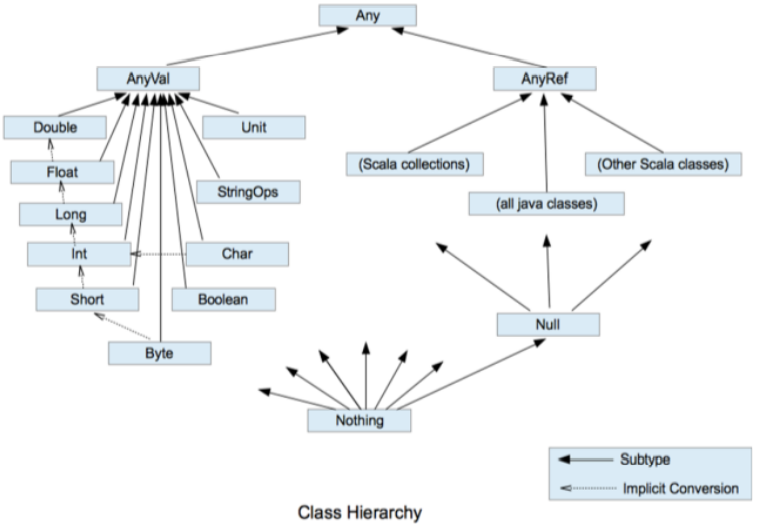 Any
AnyVal
AnyRef
Double
Unit
Float
(Scala collections)
(Other Scala classes)
StringOps
(all java classes)
Long
Int
Char
Short
Boolean
Null
Byte
Nothing
Subtype
Implicit Conversion
Class Hierarchy